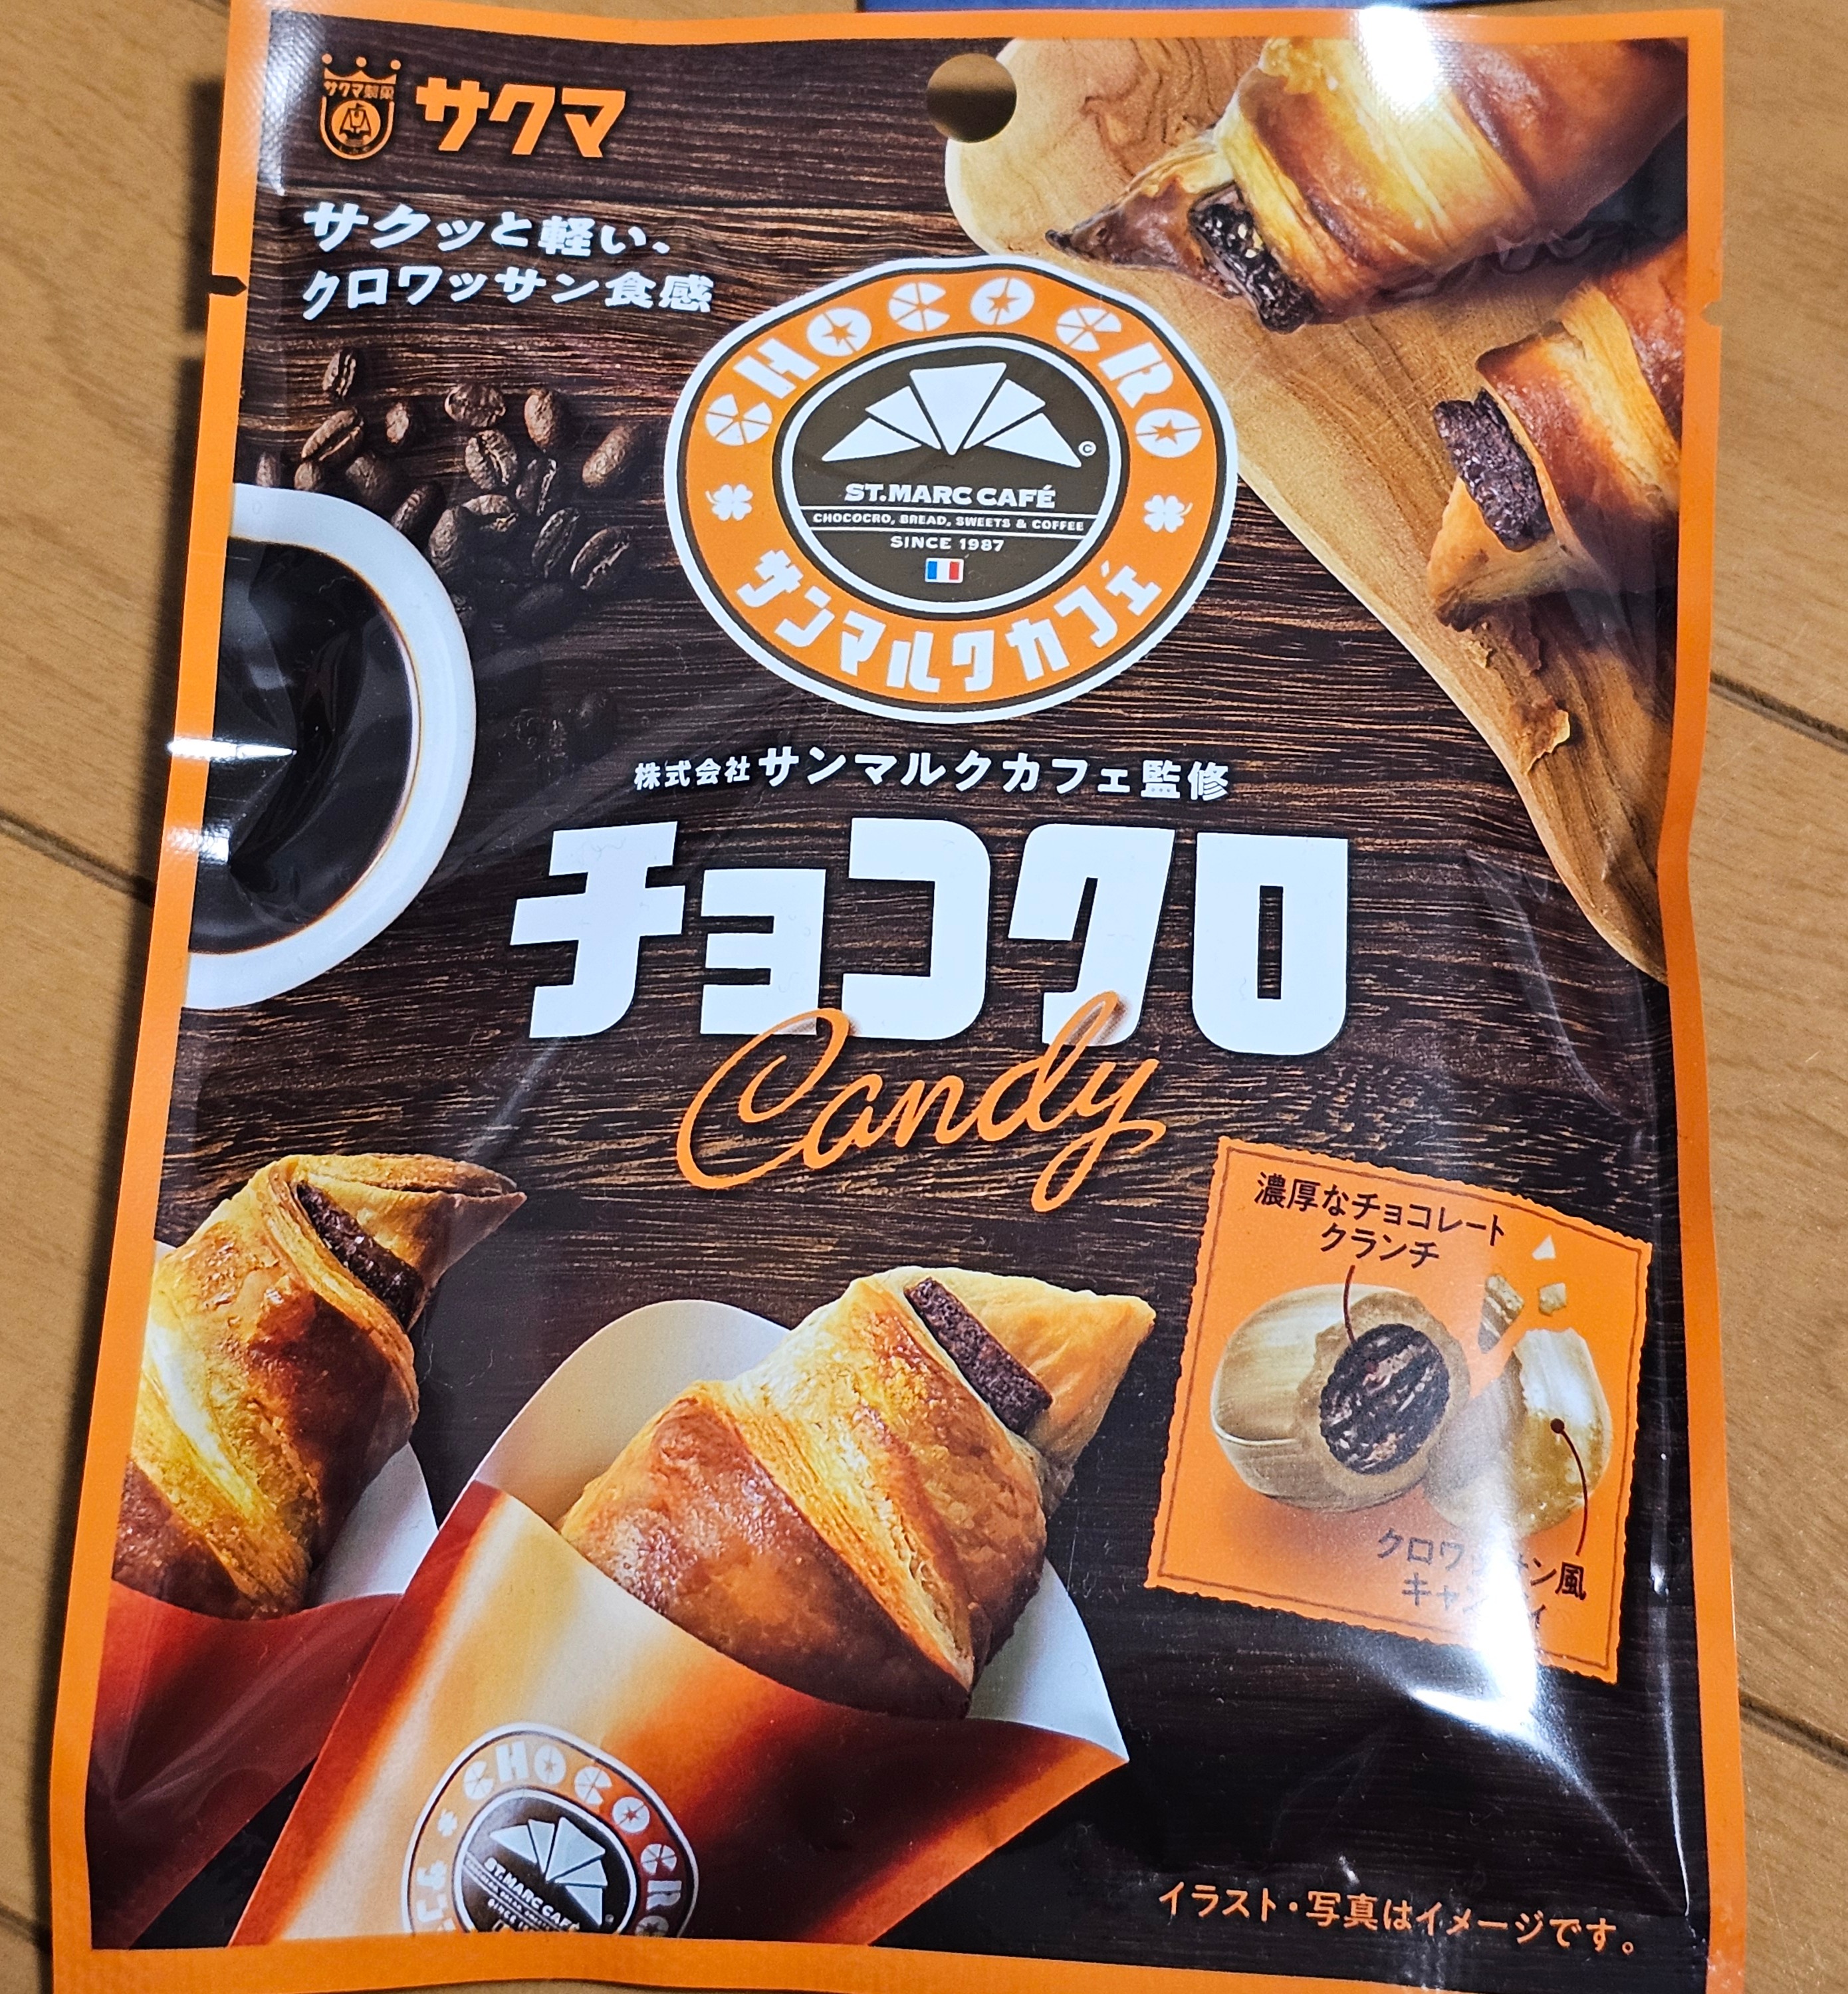 サクマ製菓
サクマ
サクッと軽い、
クロワッサン食感
CHOCOCRO
ST.MARC CAFÉ
CHOCOCRO, BREAD, SWEETS & COFFEE
SINCE 1987
サンマルクカフェ
株式会社サンマルクカフェ監修
チョコクロ
Candy
濃厚なチョコレート
クランチ
クロワッサン風
キャンディ
CHOCOCRO
ST.MARC CAFÉ
イラスト・写真はイメージです。